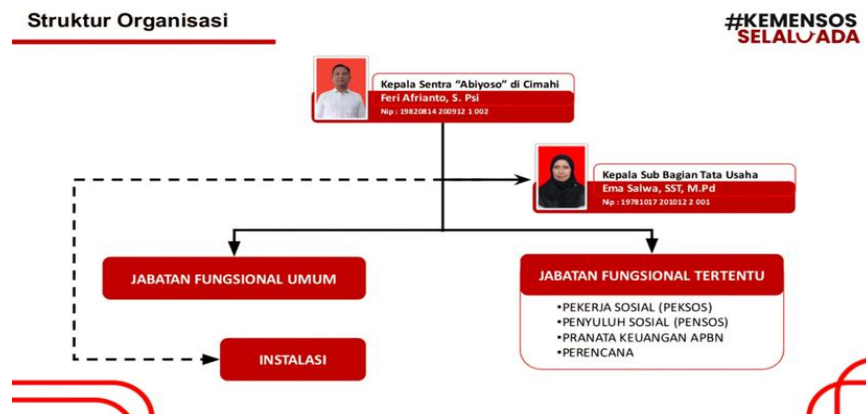 Struktur Organisasi
#KEMENSOS
SELALU ADA
Kepala Sentra "Abiyoso" di Cimahi
Feri Afrianto, S. Psi
Nip : 19820814 200912 1 002
Kepala Sub Bagian Tata Usaha
Ema Salwa, SST, M.Pd
Nip : 19781017 201012 2 001
JABATAN FUNGSIONAL UMUM
JABATAN FUNGSIONAL TERTENTU
•PEKERJA SOSIAL (PEKSOS)
•PENYULUH SOSIAL (PENSOS)
•PRANATA KEUANGAN APBN
•PERENCANA
INSTALASI